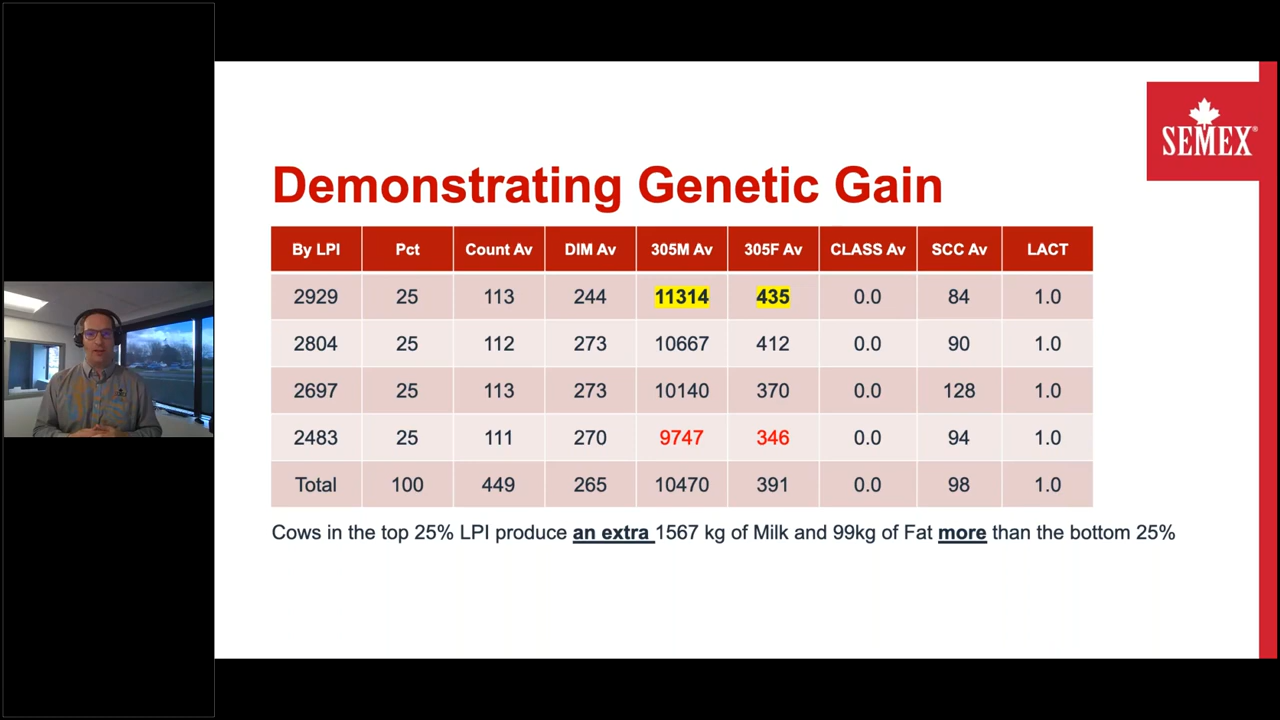 SEMEX®
Demonstrating Genetic Gain
By LPI Pct Count Av DIM Av 305M Av 305F Av CLASS Av SCC Av LACT
2929 25 113 244 11314 435 0.0 84 1.0
2804 25 112 273 10667 412 0.0 90 1.0
2697 25 113 273 10140 370 0.0 128 1.0
2483 25 111 270 9747 346 0.0 94 1.0
Total 100 449 265 10470 391 0.0 98 1.0
Cows in the top 25% LPI produce an extra 1567 kg of Milk and 99kg of Fat more than the bottom 25%